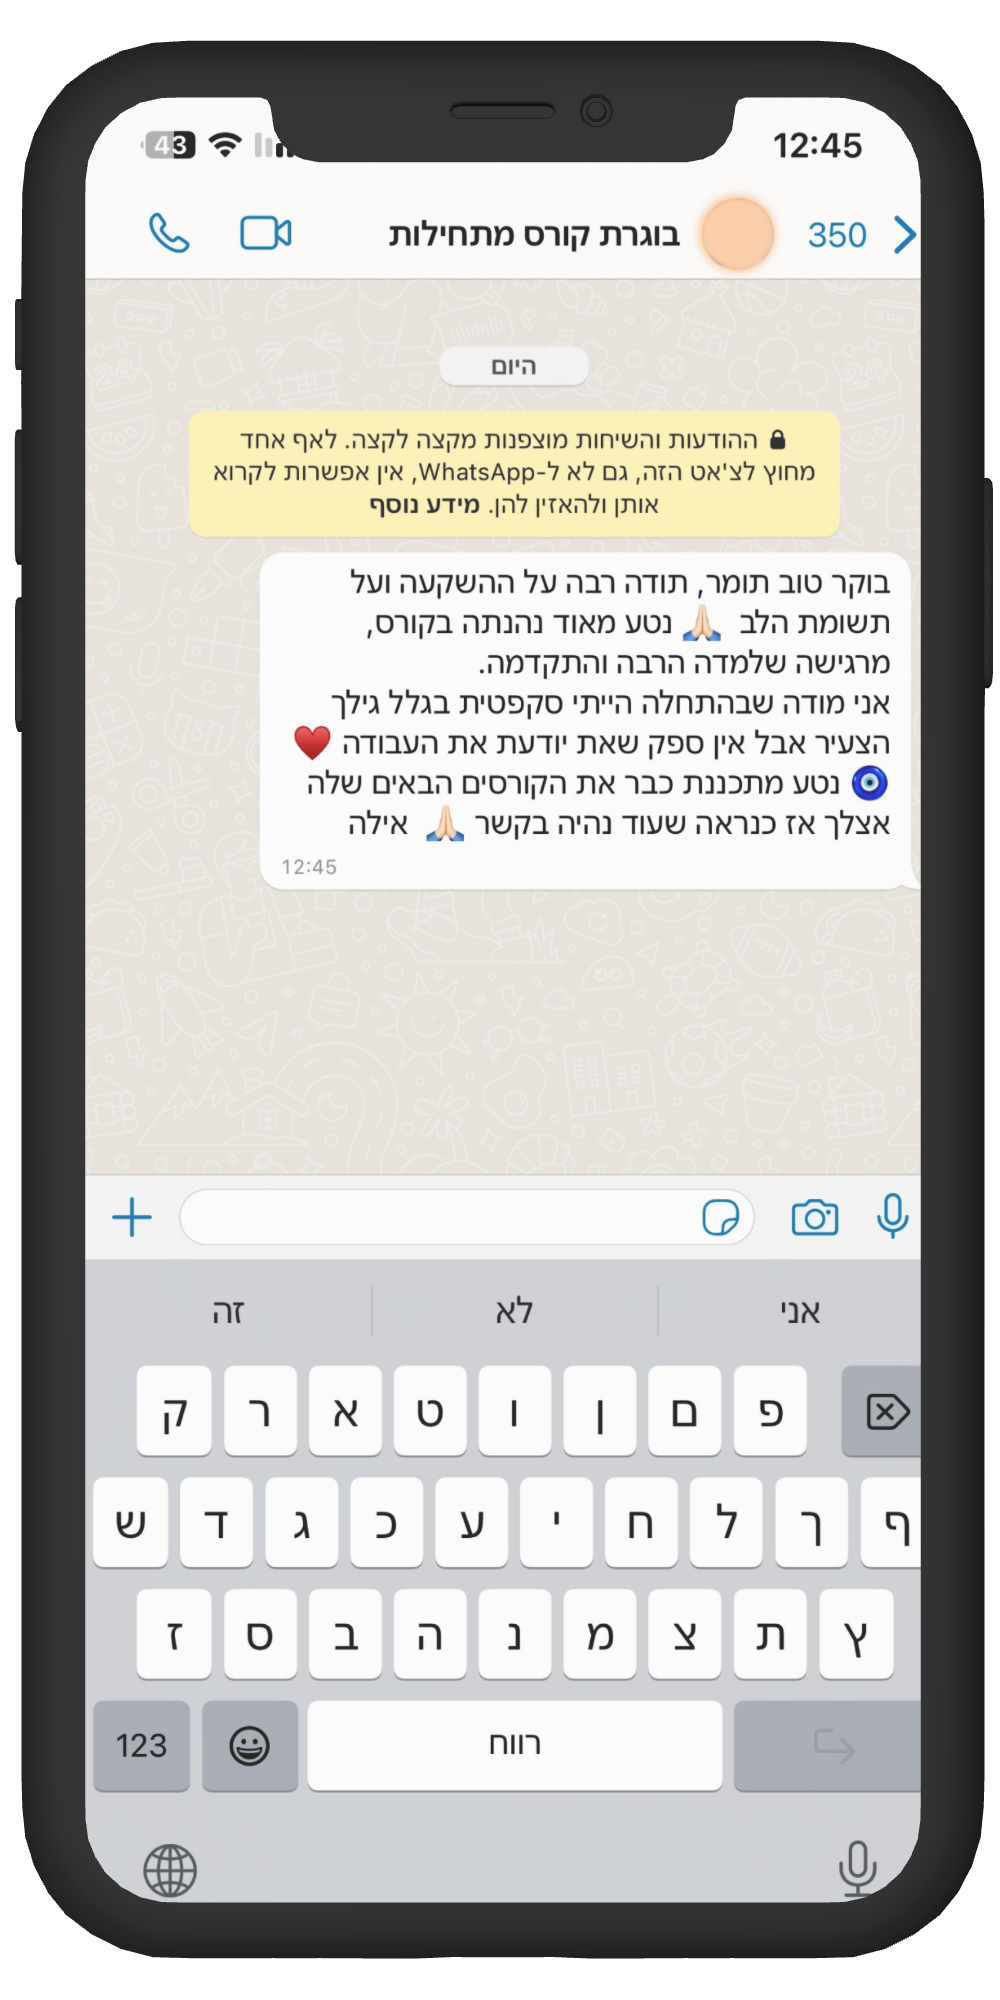 12:45
43
350
בוגרת קורס מתחילות
היום
ההודעות והשיחות מוצפנות מקצה לקצה. לאף אחד
מחוץ לצ'אט הזה, גם לא ל-WhatsApp, אין אפשרות לקרוא
אותן ולהאזין להן. מידע נוסף
בוקר טוב תומר, תודה רבה על ההשקעה ועל
תשומת הלב 🙏🏻 נטע מאוד נהנתה בקורס,
מרגישה שלמדה הרבה והתקדמה.
אני מודה שבהתחלה הייתי סקפטית בגלל גילך
הצעיר אבל אין ספק שאת יודעת את העבודה ♥️
🧿 נטע מתכננת כבר את הקורסים הבאים שלה
אצלך אז כנראה שעוד נהיה בקשר 🙏🏻 אילה
12:45
אני לא זה
ק ר א ט ו ן ם פ
ש ד ג כ ע י ח ל ך ף
ז ס ב ה נ מ צ ת ץ
123 רווח